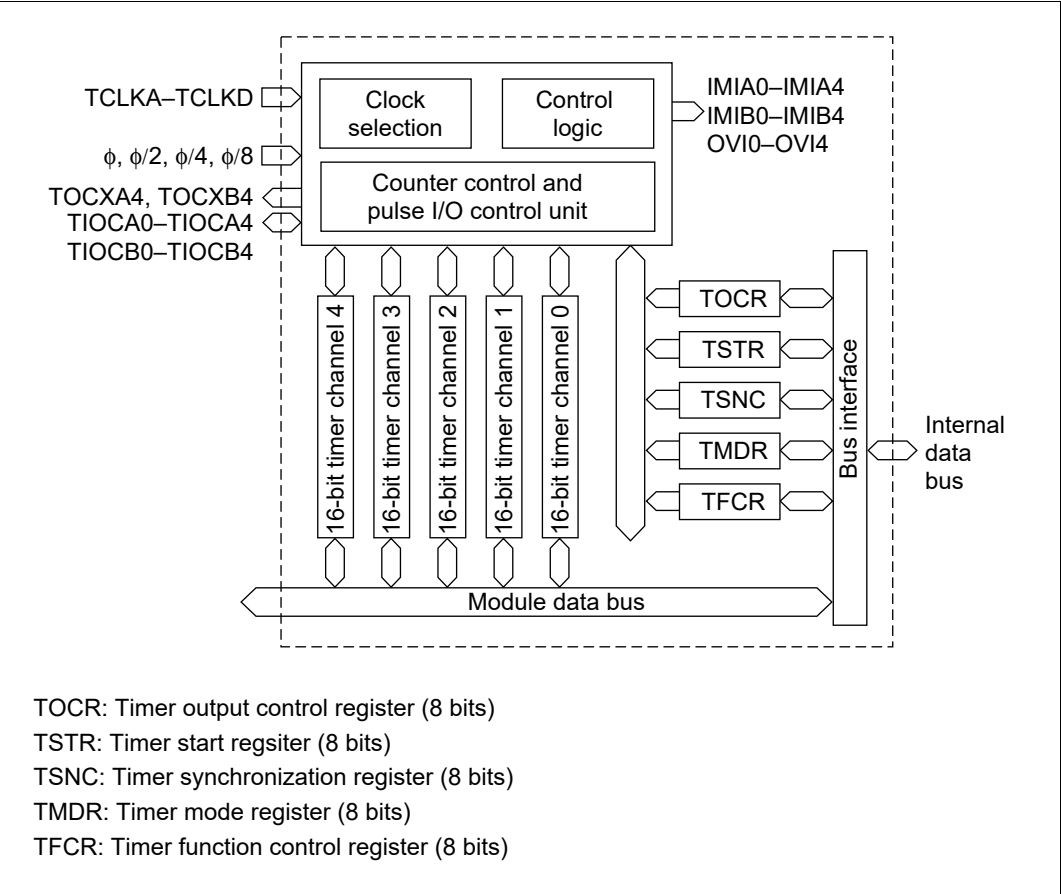 TCLKA–TCLKD
ϕ, ϕ/2, ϕ/4, ϕ/8
TOCXA4, TOCXB4
TIOCA0–TIOCA4
TIOCB0–TIOCB4
Clock
selection
Control
logic
Counter control and
pulse I/O control unit
IMIA0–IMIA4
IMIB0–IMIB4
OVI0–OVI4
16-bit timer channel 4
16-bit timer channel 3
16-bit timer channel 2
16-bit timer channel 1
16-bit timer channel 0
TOCR
TSTR
TSNC
TMDR
TFCR
Bus interface
Internal
data
bus
Module data bus
TOCR: Timer output control register (8 bits)
TSTR: Timer start regsiter (8 bits)
TSNC: Timer synchronization register (8 bits)
TMDR: Timer mode register (8 bits)
TFCR: Timer function control register (8 bits)